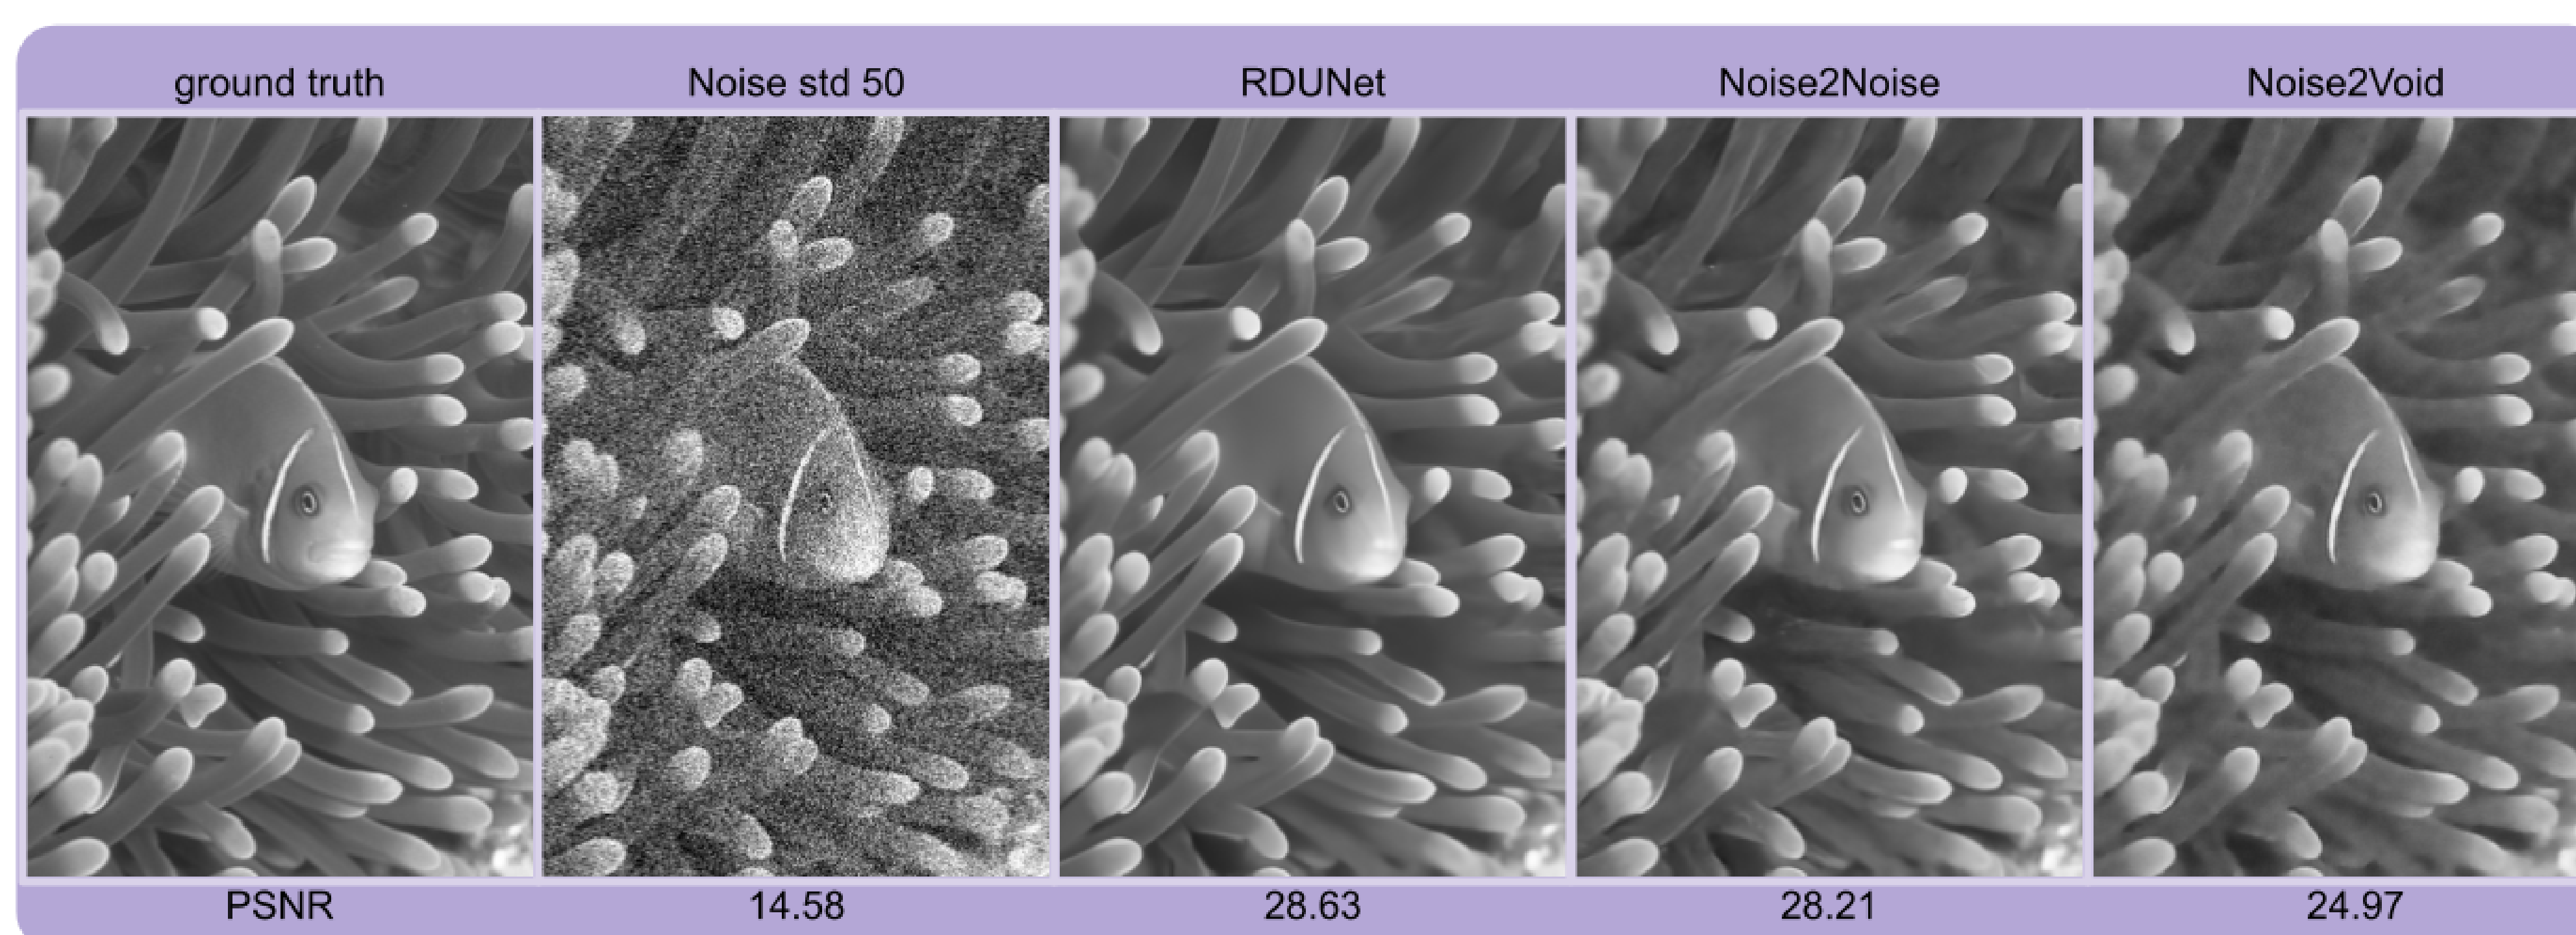 ground truth Noise std 50 RDUNet Noise2Noise Noise2Void
PSNR 14.58 28.63 28.21 24.97